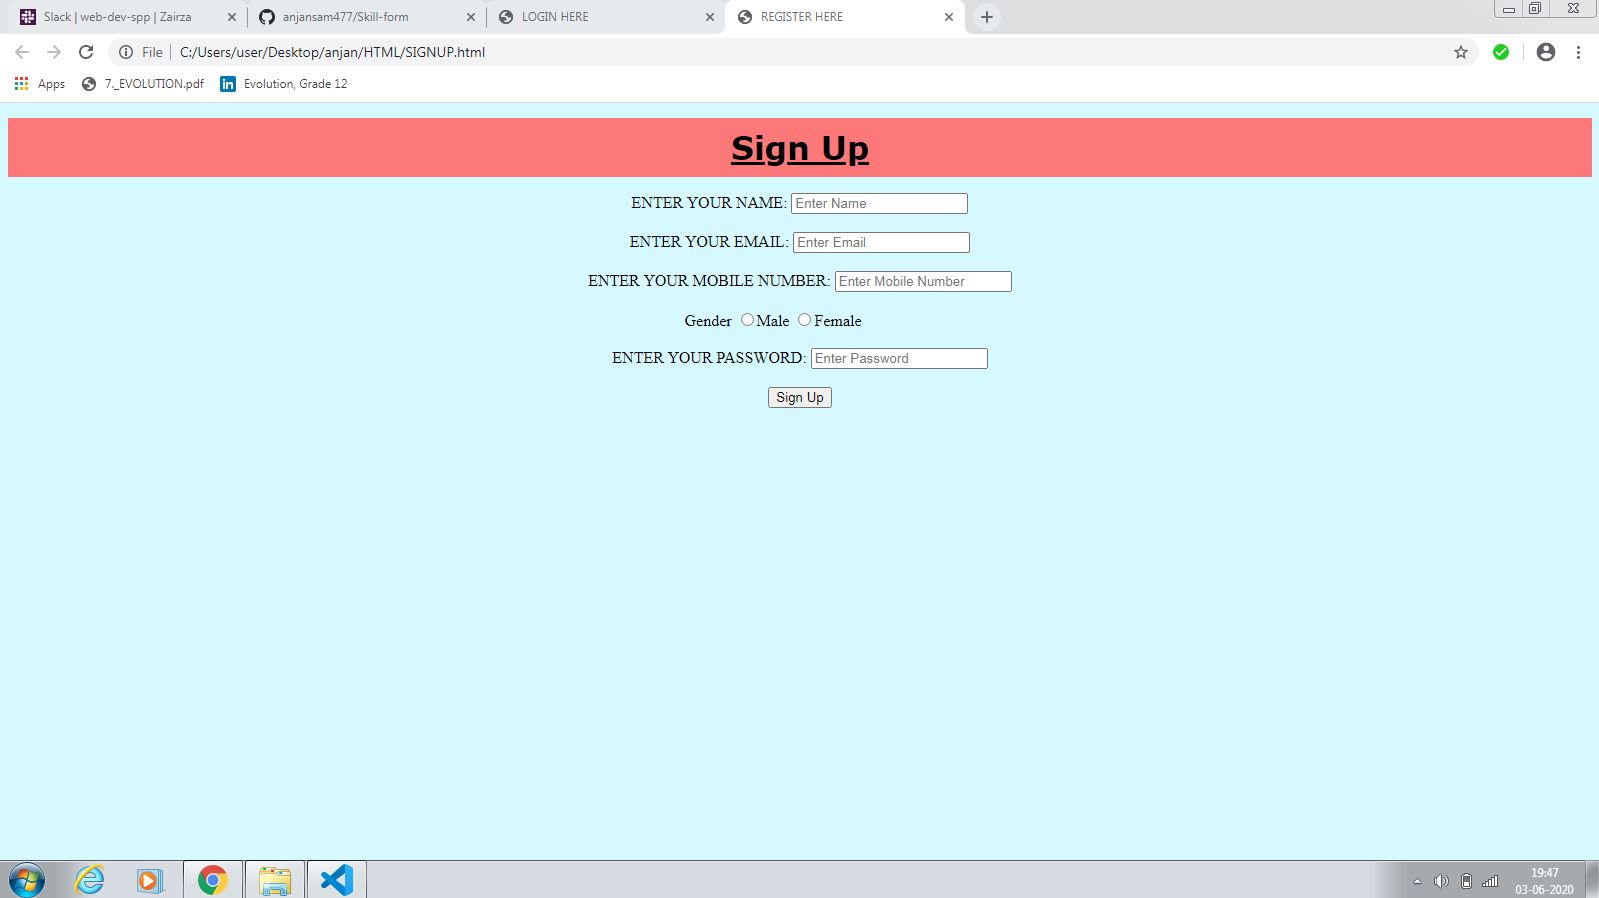 Slack | web-dev-spp | Zairza
anjansam477/Skill-form
LOGIN HERE
REGISTER HERE
File | C:/Users/user/Desktop/anjan/HTML/SIGNUP.html
Apps 7._EVOLUTION.pdf Evolution, Grade 12
Sign Up
ENTER YOUR NAME: Enter Name
ENTER YOUR EMAIL: Enter Email
ENTER YOUR MOBILE NUMBER: Enter Mobile Number
Gender Male Female
ENTER YOUR PASSWORD: Enter Password
Sign Up
19:47
03-06-2020